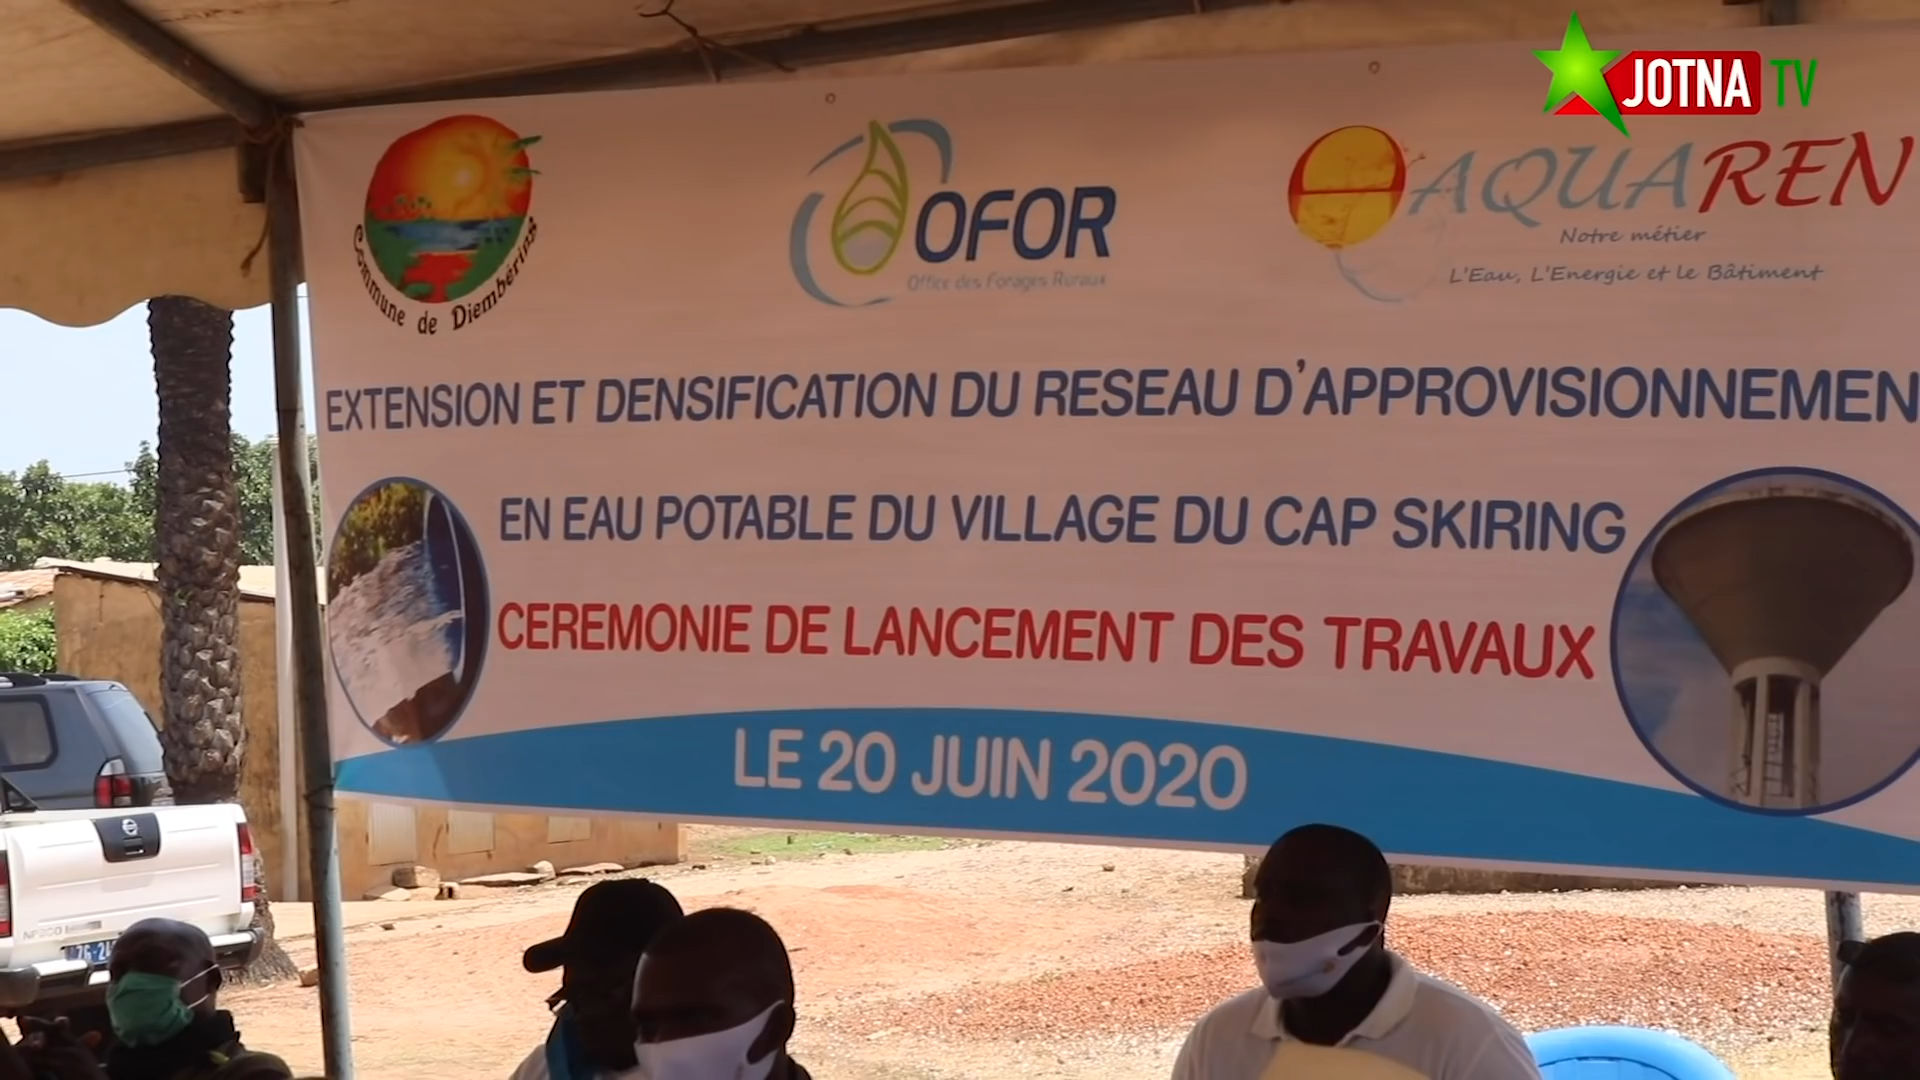 JOTNA TV
Commune de Diembéring
OFOR
Office des Forages Ruraux
AQUAREN
Notre métier
L'Eau, L'Energie et le Bâtiment
EXTENSION ET DENSIFICATION DU RESEAU D'APPROVISIONNEMEN
EN EAU POTABLE DU VILLAGE DU CAP SKIRING
CEREMONIE DE LANCEMENT DES TRAVAUX
LE 20 JUIN 2020